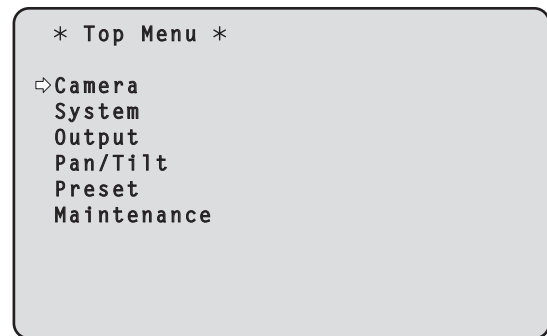 * Top Menu *
⇨Camera
System
Output
Pan/Tilt
Preset
Maintenance